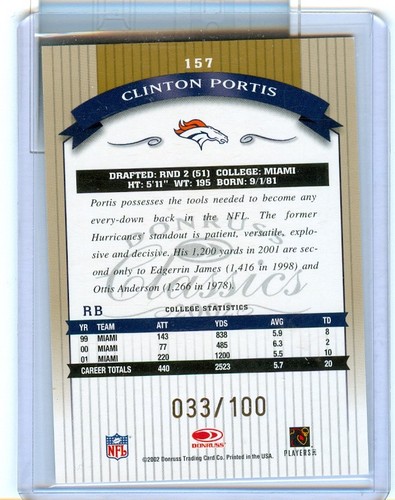 157
CLINTON PORTIS
DRAFTED: RND 2 (51) COLLEGE: MIAMI
HT: 5'11" WT: 195 BORN: 9/1/81
Portis possesses the tools needed to become any
every-down back in the NFL. The former
Hurricanes' standout is patient, versatile, explo-
sive and decisive. His 1,200 yards in 2001 are sec-
ond only to Edgerrin James (1,416 in 1998) and
Ottis Anderson (1,266 in 1978).
DONRUSS
Classics
RB
COLLEGE STATISTICS
YR TEAM ATT YDS AVG TD
99 MIAMI 143 838 5.9 8
00 MIAMI 77 485 6.3 2
01 MIAMI 220 1200 5.5 10
CAREER TOTALS 440 2523 5.7 20
033/100
NFL
DONRUSS
PLAYERS INC
©2002 Donruss Trading Card Co. Printed in the USA.